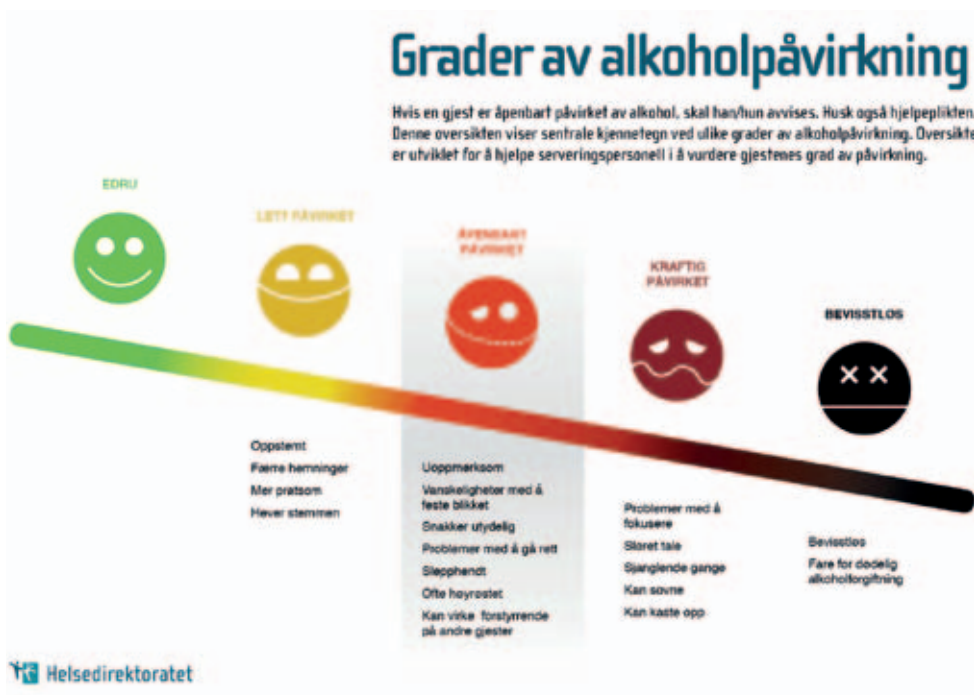 Grader av alkoholpåvirkning
Hvis en gjest er åpenbart påvirket av alkohol, skal han/hun avvises. Husk også hjelpeplikten.
Denne oversikten viser sentrale kjennetegn ved ulike grader av alkoholpåvirkning. Oversikte
er utviklet for å hjelpe serveringspersonell i å vurdere gjestenes grad av påvirkning.
EDRU
LETT PÅVIRKET
ÅPENBART
PÅVIRKET
KRAFTIG
PÅVIRKET
BEVISSTLØS
Oppstemt
Færre hemninger
Mer pratsom
Hever stemmen
Uoppmerksom
Vanskeligheter med å
feste blikket
Snakker utydelig
Problemer med å gå rett
Slepphendt
Ofte høyrøstet
Kan virke forstyrrende
på andre gjester
Problemer med å
fokusere
Sløret tale
Sjanglende gange
Kan sovne
Kan kaste opp
Bevisstløs
Fare for dødelig
alkoholforgiftning
Helsedirektoratet